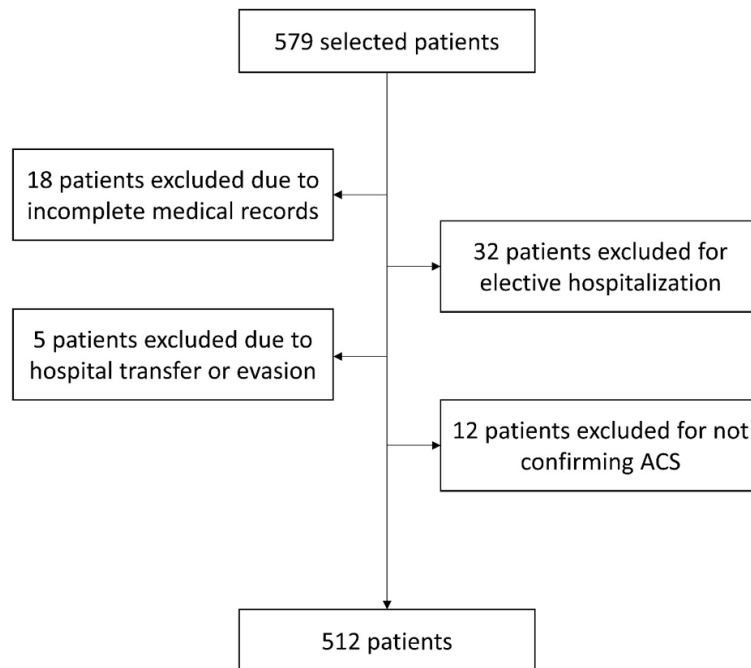 579 selected patients
18 patients excluded due to
incomplete medical records
32 patients excluded for
elective hospitalization
5 patients excluded due to
hospital transfer or evasion
12 patients excluded for not
confirming ACS
512 patients